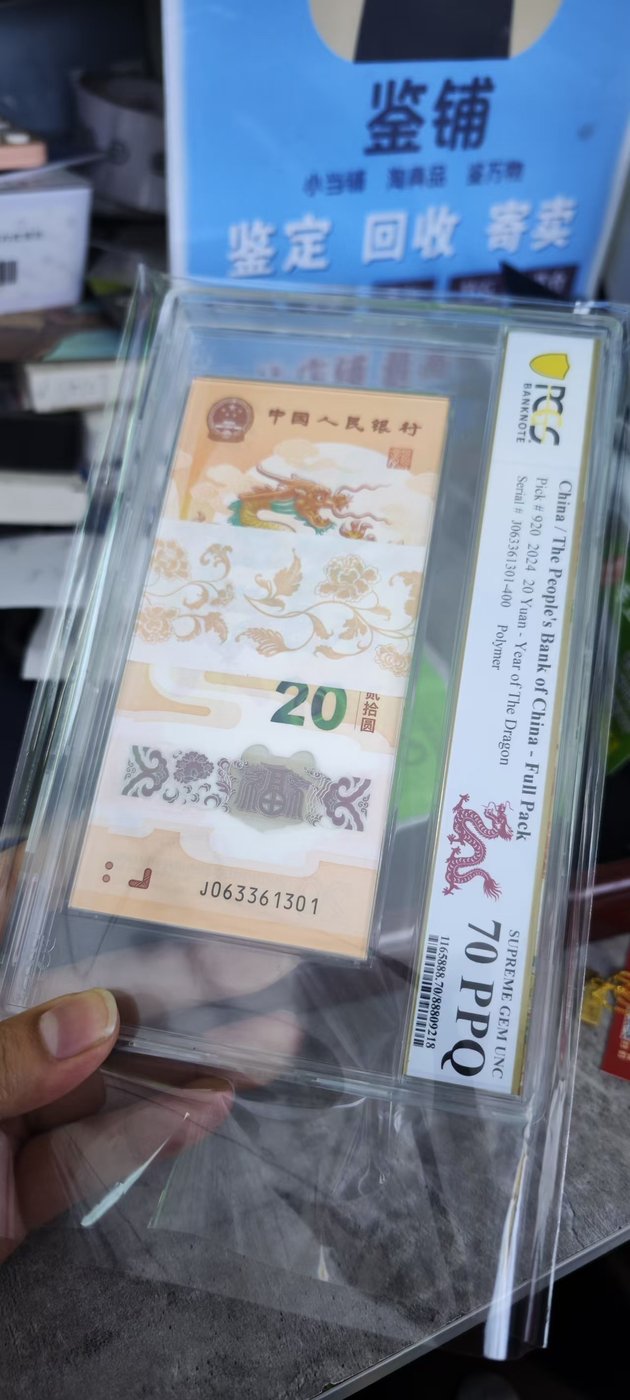 鉴铺
小当铺 淘典品 鉴万物
鉴定 回收 寄卖
中国人民银行
20
贰拾圆
J063361301
PCGS
BANKNOTE
China / The People's Bank of China - Full Pack
Pick # 920 2024 20 Yuan - Year of The Dragon
Serial # J063361301-400 Polymer
SUPREME GEM UNC
70 PPQ
1165888.70/88809218